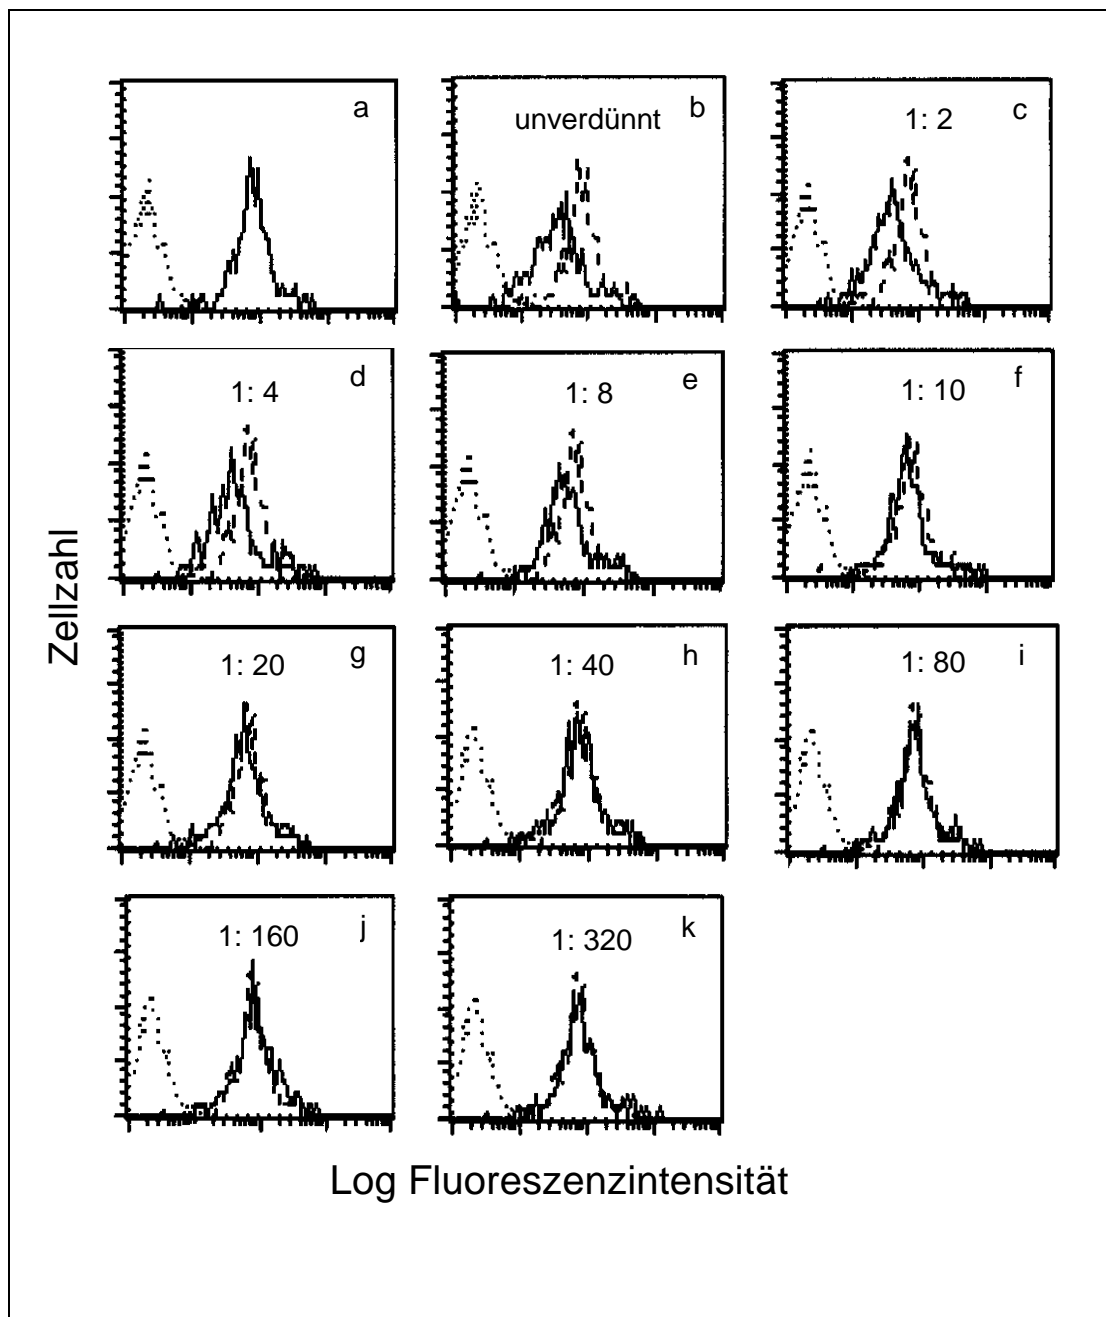 a
unverdünnt
b
1: 2
c
1: 4
d
1: 8
e
1: 10
f
1: 20
g
1: 40
h
1: 80
i
1: 160
j
1: 320
k
Zellzahl
Log Fluoreszenzintensität